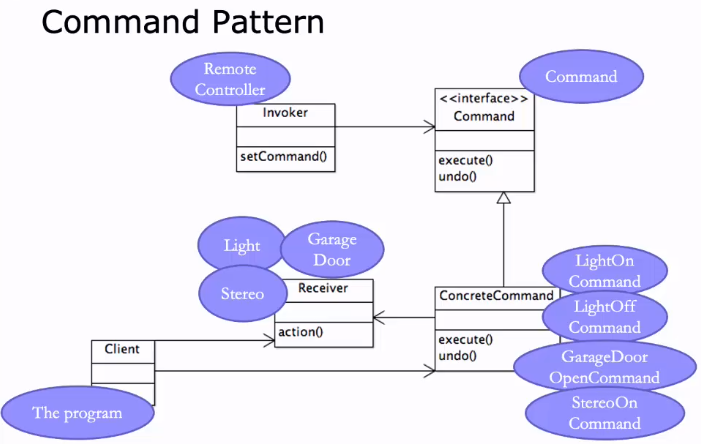 Command Pattern
Remote
Controller
Command
Invoker
setCommand()
<<interface>>
Command
execute()
undo()
Light
Garage
Door
Stereo
Receiver
action()
ConcreteCommand
execute()
undo()
LightOn
Command
LightOff
Command
GarageDoor
OpenCommand
StereoOn
Command
Client
The program